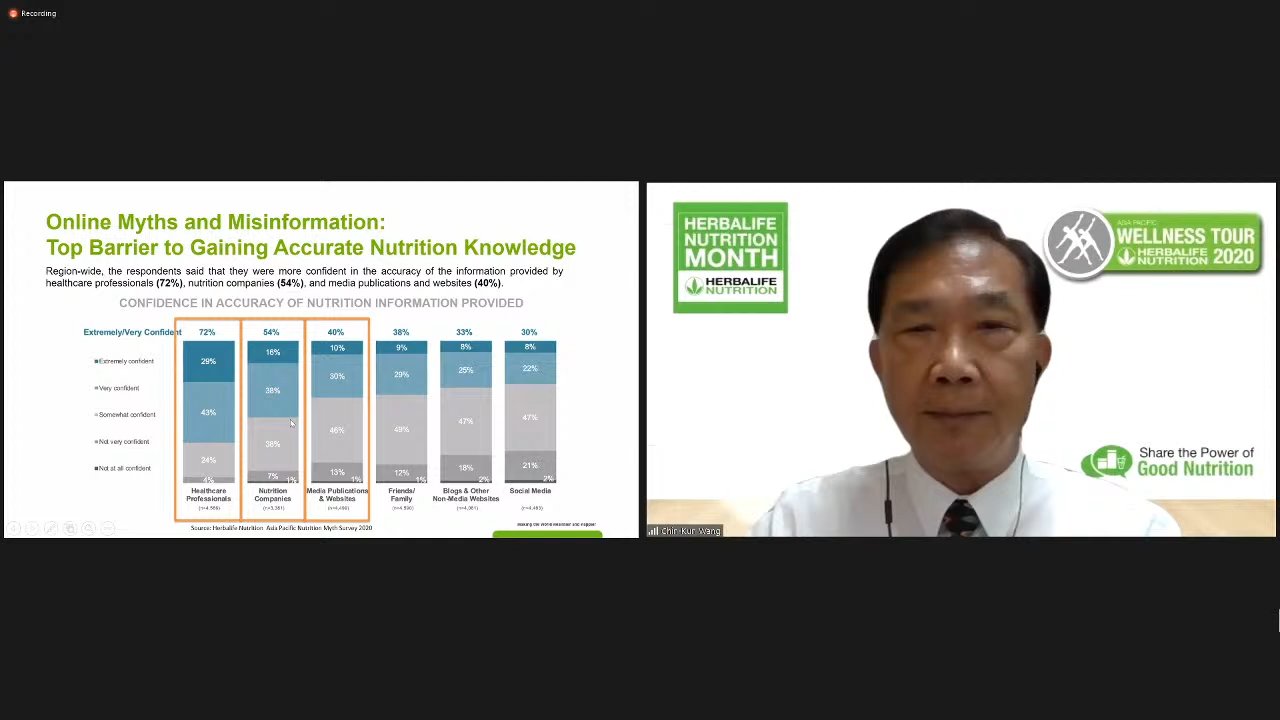 Recording
Online Myths and Misinformation:
Top Barrier to Gaining Accurate Nutrition Knowledge
Region-wide, the respondents said that they were more confident in the accuracy of the information provided by
healthcare professionals (72%), nutrition companies (54%), and media publications and websites (40%).
CONFIDENCE IN ACCURACY OF NUTRITION INFORMATION PROVIDED
Extremely/Very Confident 72% 54% 40% 38% 33% 30%
Extremely confident 29% 16% 10% 9% 8% 8%
Very confident 43% 38% 30% 29% 25% 22%
Somewhat confident 24% 38% 46% 49% 47% 47%
Not very confident 4% 7% 13% 12% 18% 21%
Not at all confident 1% 1% 1% 2% 2%
Healthcare Professionals
Nutrition Companies
Media Publications & Websites
Friends/ Family
Blogs & Other Non-Media Websites
Social Media
Source: Herbalife Nutrition Asia Pacific Nutrition Myth Survey 2020
HERBALIFE
NUTRITION
MONTH
HERBALIFE
NUTRITION
ASIA PACIFIC
WELLNESS TOUR
HERBALIFE NUTRITION 2020
Share the Power of
Good Nutrition
Chin-Kun Wang